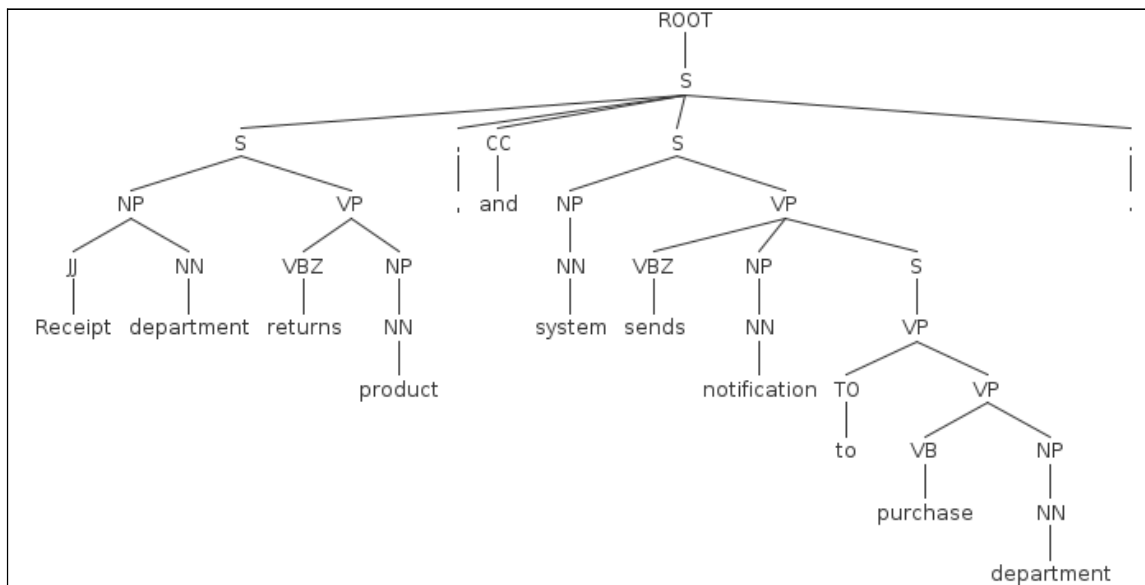 ROOT
S
S , CC S .
NP VP , and NP VP .
JJ NN VBZ NP NN VBZ NP S
Receipt department returns NN system sends NN VP
product notification TO VP
to VB NP
purchase NN
department